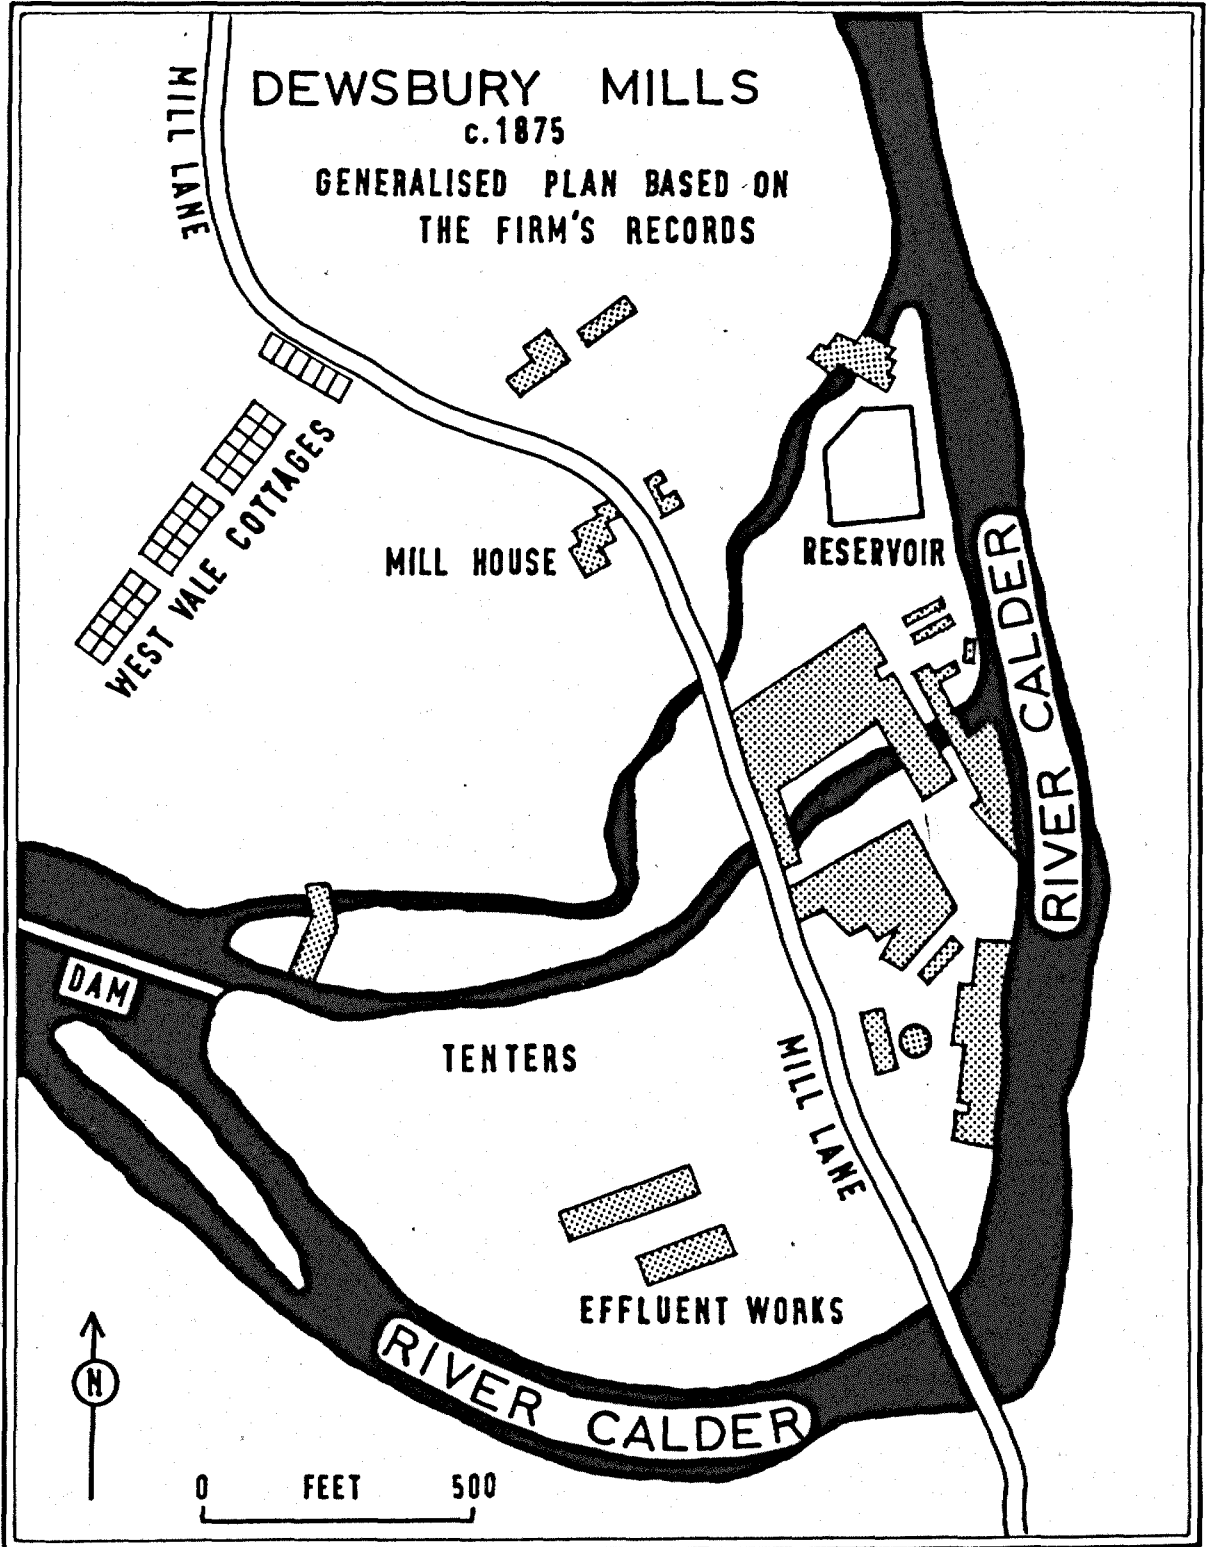 DEWSBURY MILLS
c.1875
GENERALISED PLAN BASED ON
THE FIRM'S RECORDS
MILL LANE
WEST VALE COTTAGES
MILL HOUSE
RESERVOIR
RIVER CALDER
DAM
TENTERS
MILL LANE
EFFLUENT WORKS
RIVER CALDER
N
0 FEET 500